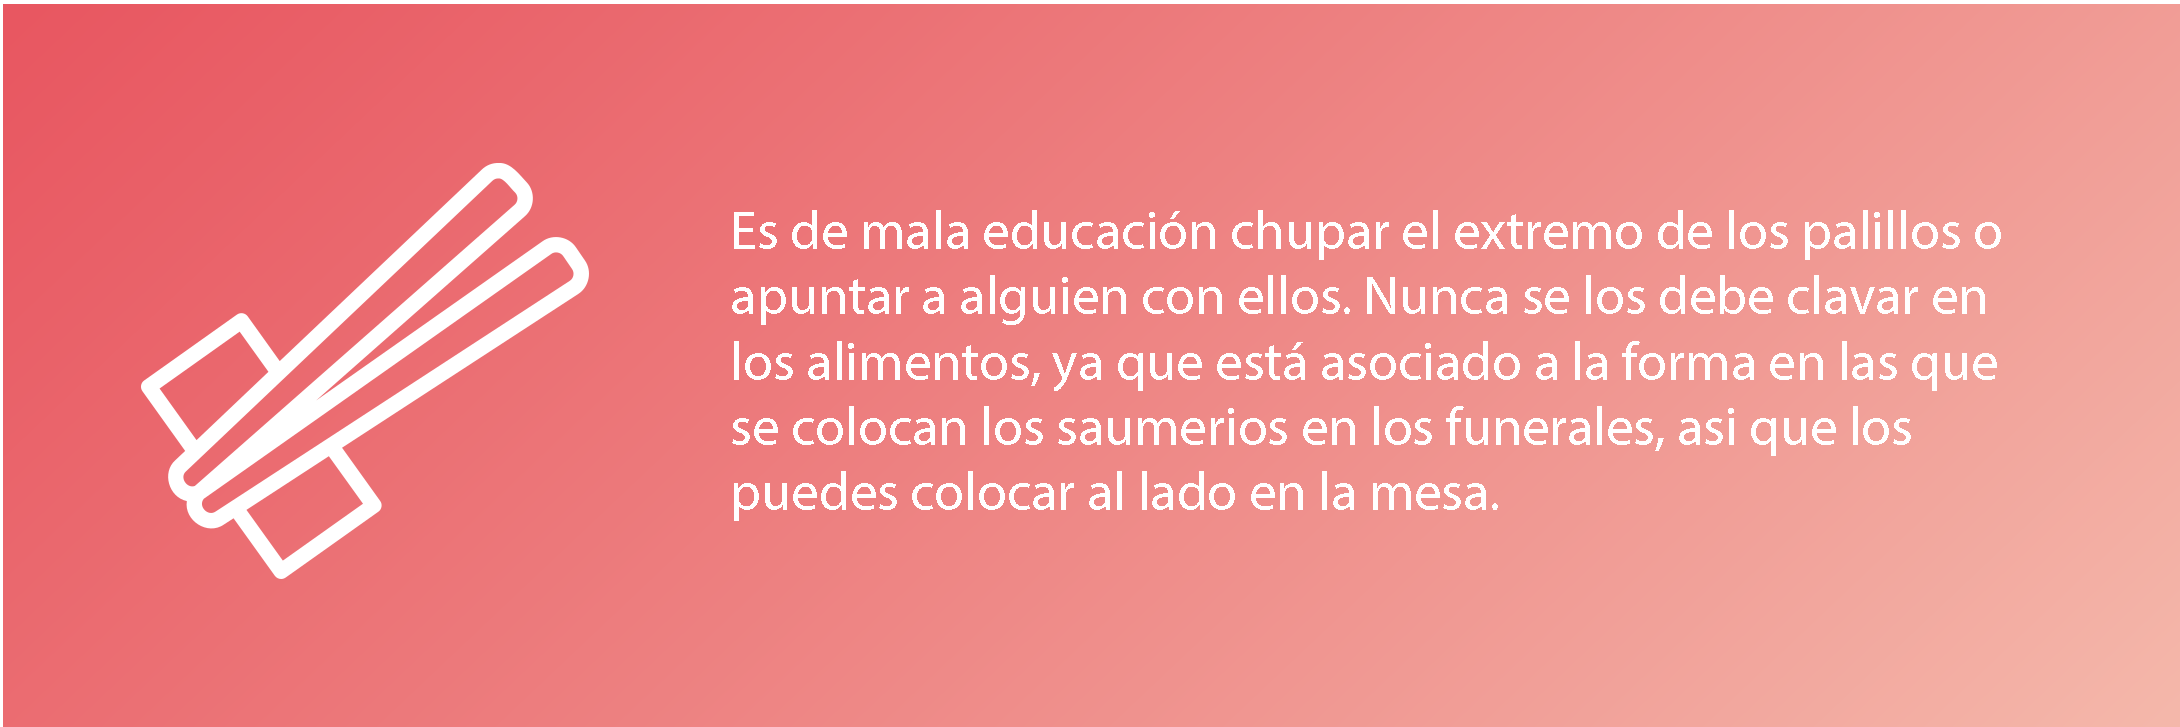 Es de mala educación chupar el extremo de los palillos o
apuntar a alguien con ellos. Nunca se los debe clavar en
los alimentos, ya que está asociado a la forma en las que
se colocan los saumerios en los funerales, asi que los
puedes colocar al lado en la mesa.